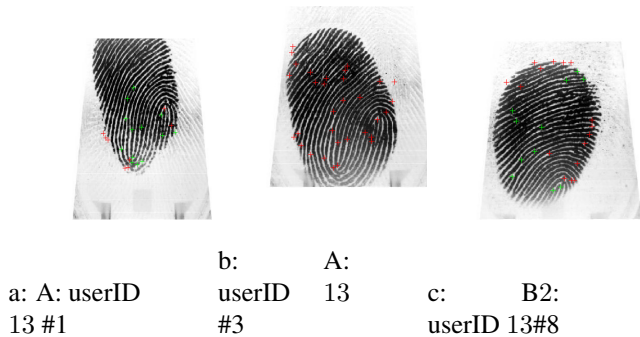 a: A: userID
13 #1
b: A:
userID 13
#3
c: B2:
userID 13#8